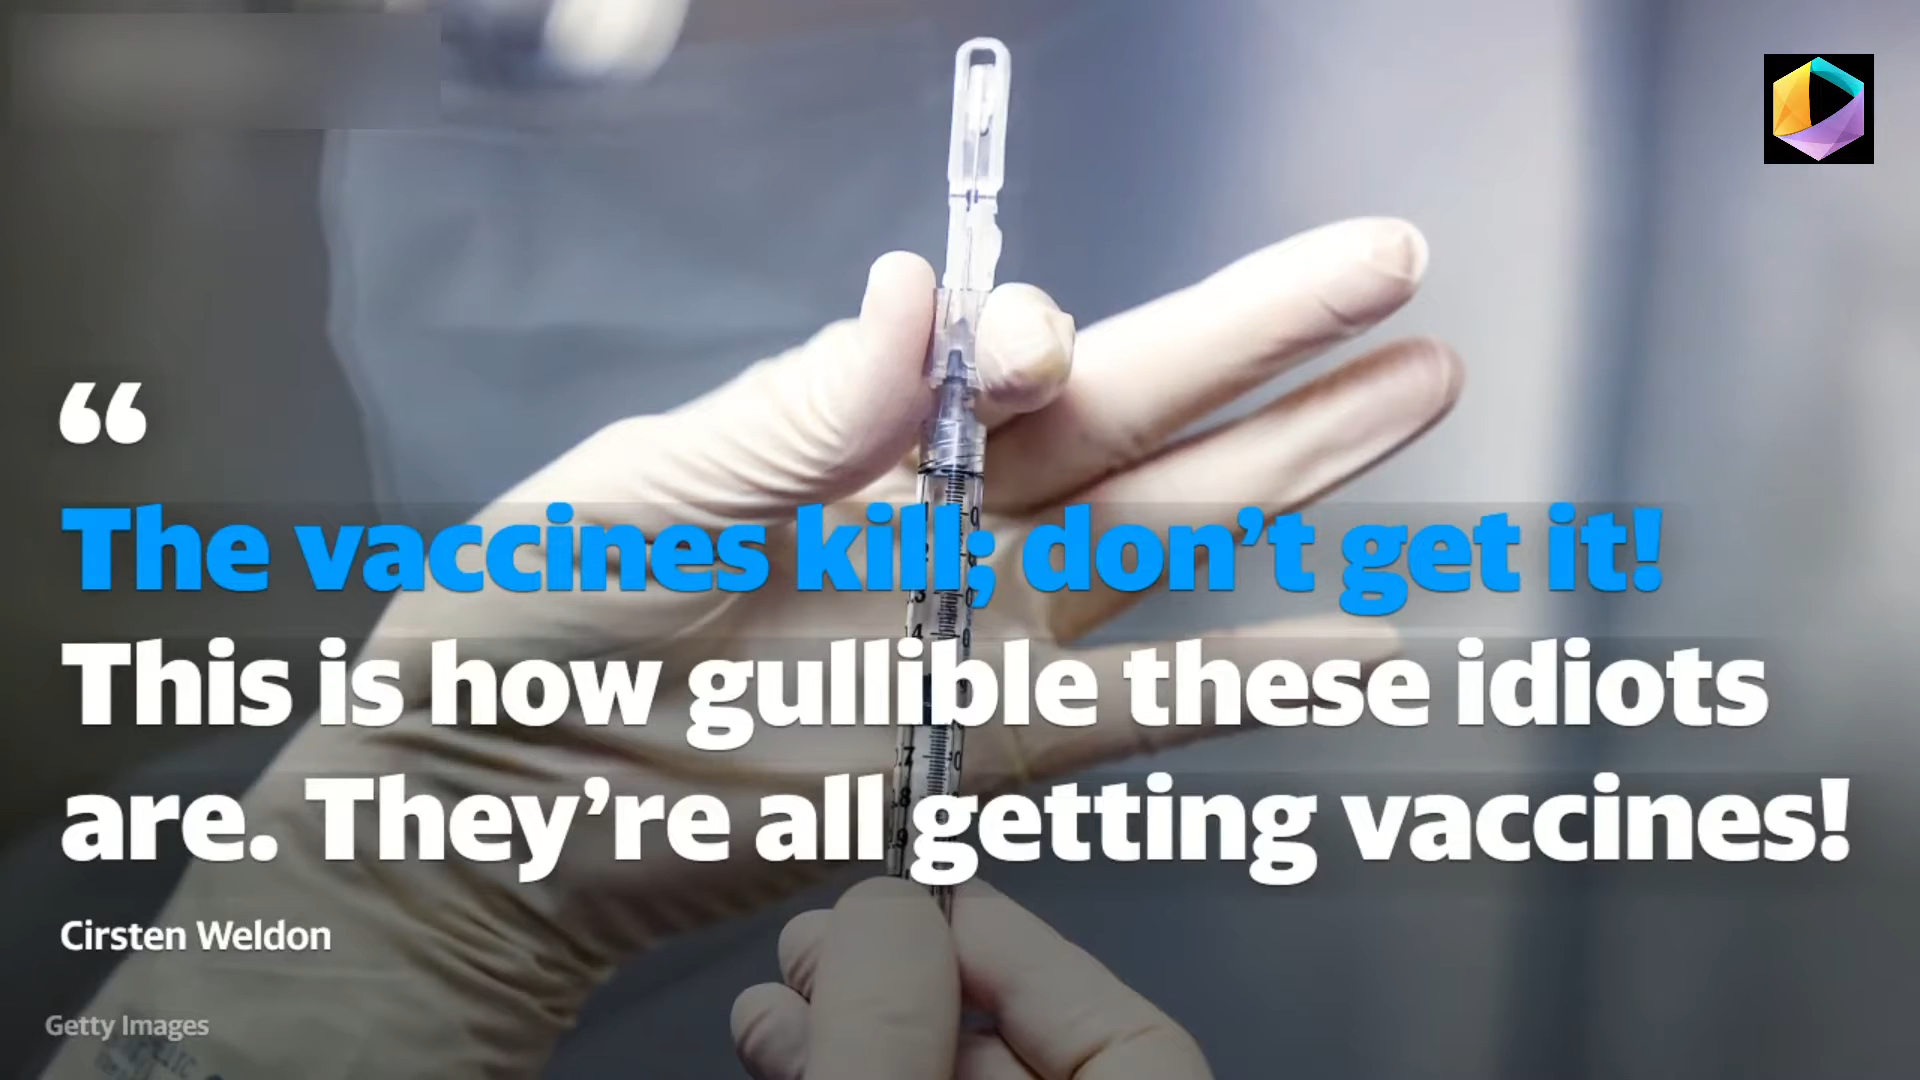 “
The vaccines kill; don’t get it!
This is how gullible these idiots
are. They’re all getting vaccines!
Cirsten Weldon
Getty Images